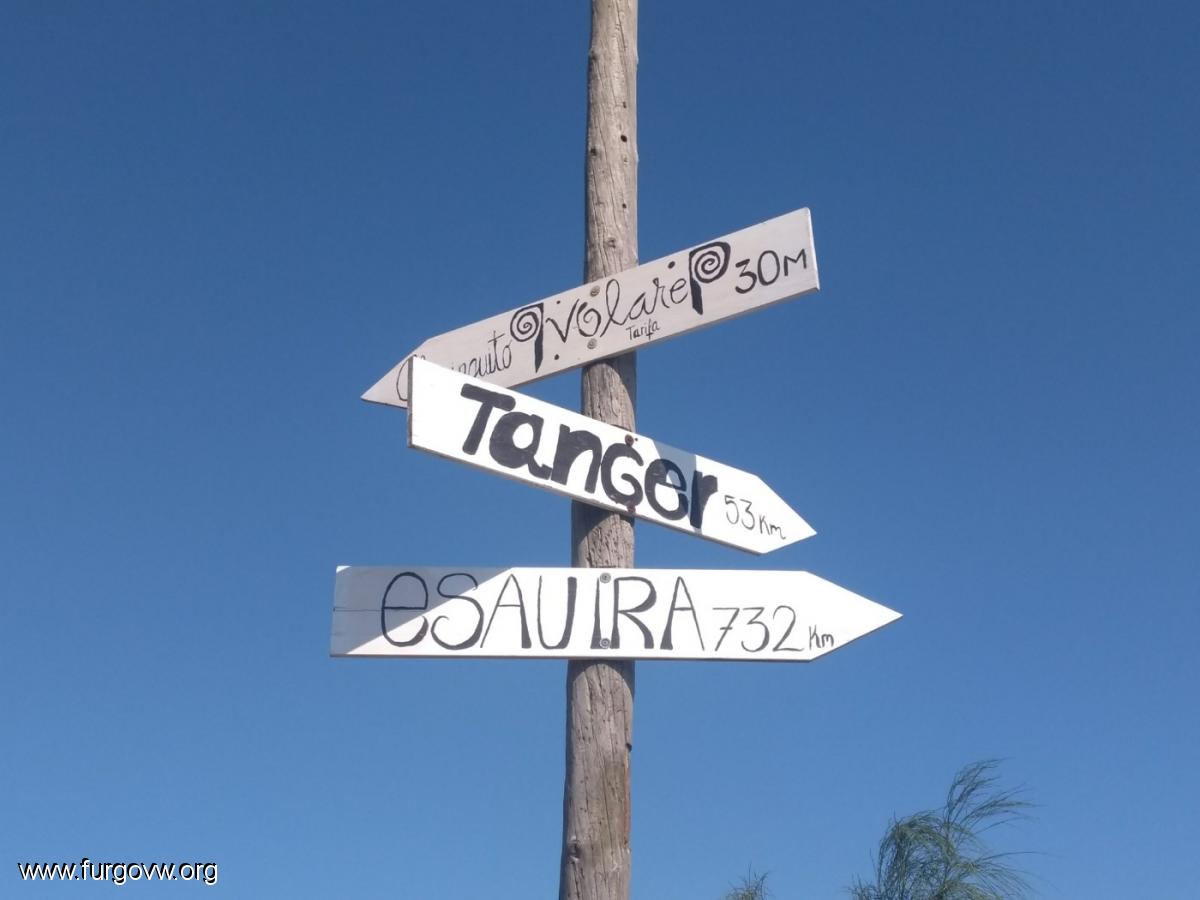 Volare 30M
Tarifa
Tanger 53 Km
eSAUIRA 732 Km
www.furgovw.org